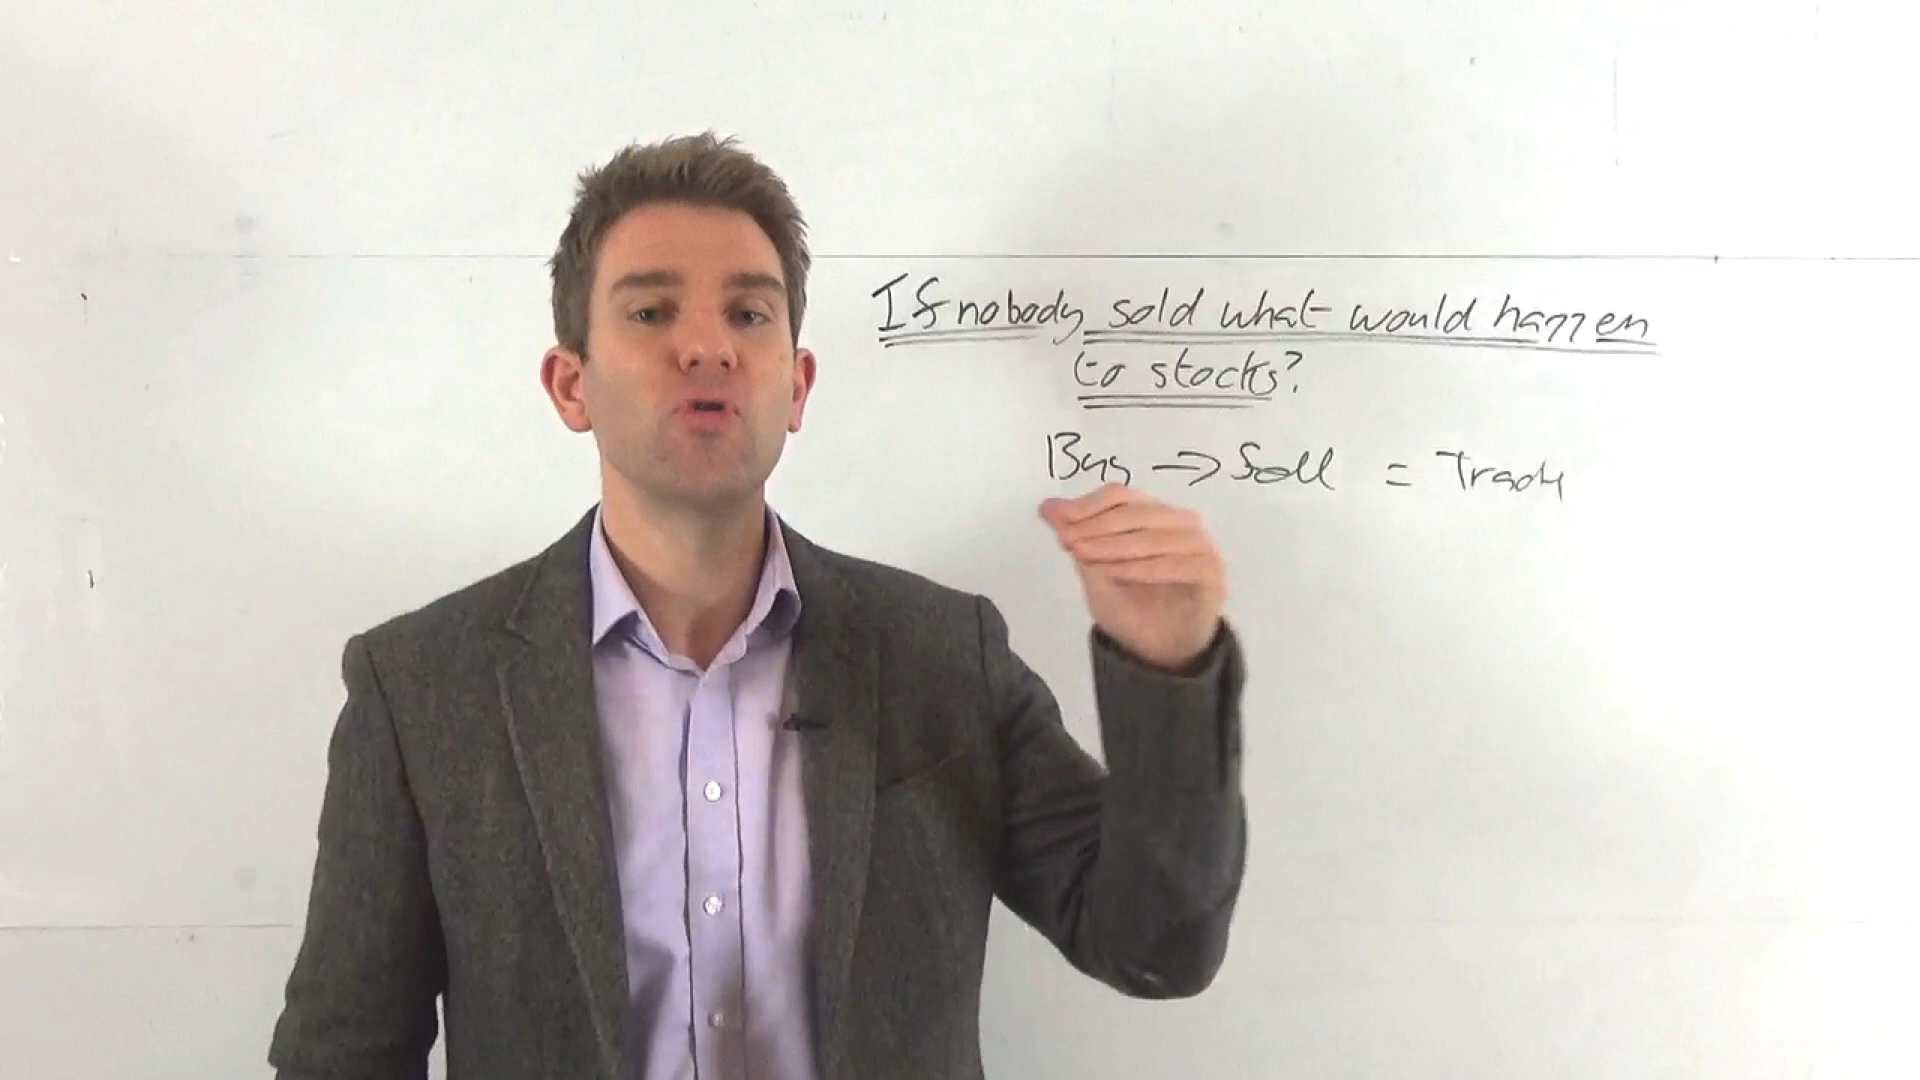 If nobody sold what would happen
to stocks?
Buy → Sell = Trade